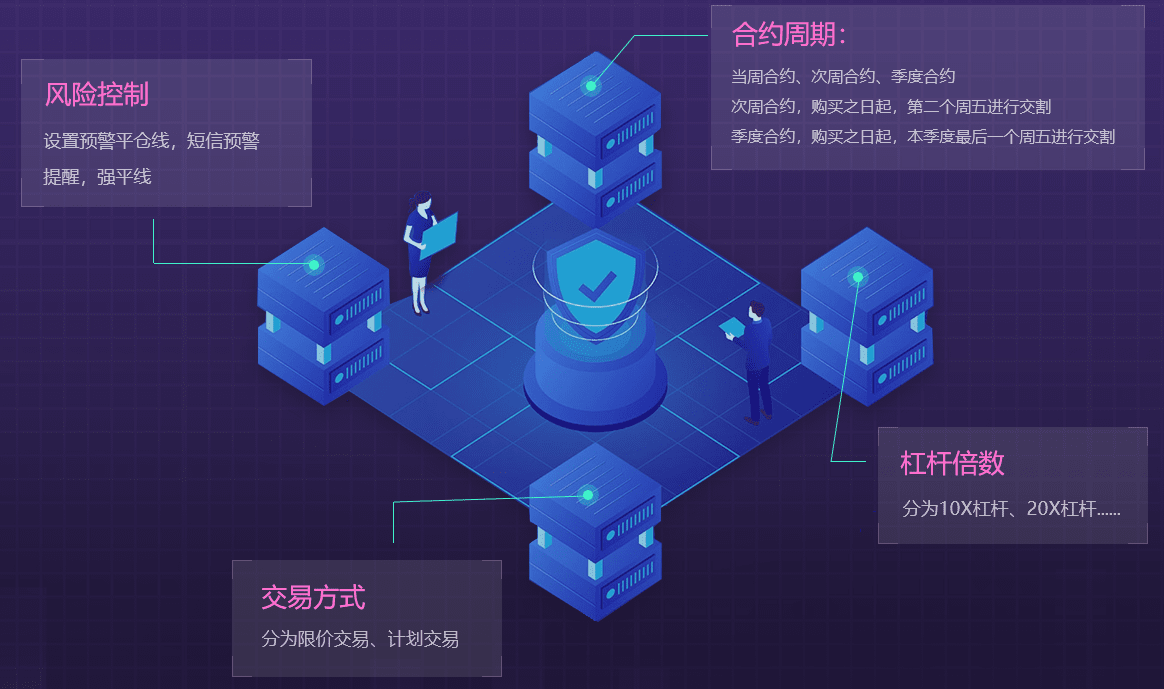 合约周期：
当周合约、次周合约、季度合约
次周合约，购买之日起，第二个周五进行交割
季度合约，购买之日起，本季度最后一个周五进行交割
风险控制
设置预警平仓线，短信预警
提醒，强平线
杠杆倍数
分为10X杠杆、20X杠杆......
交易方式
分为限价交易、计划交易